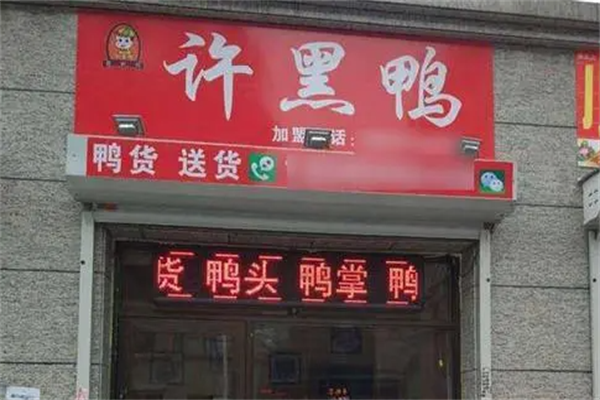 许黑鸭
加盟 话:
鸭货 送货
货 鸭头 鸭掌 鸭